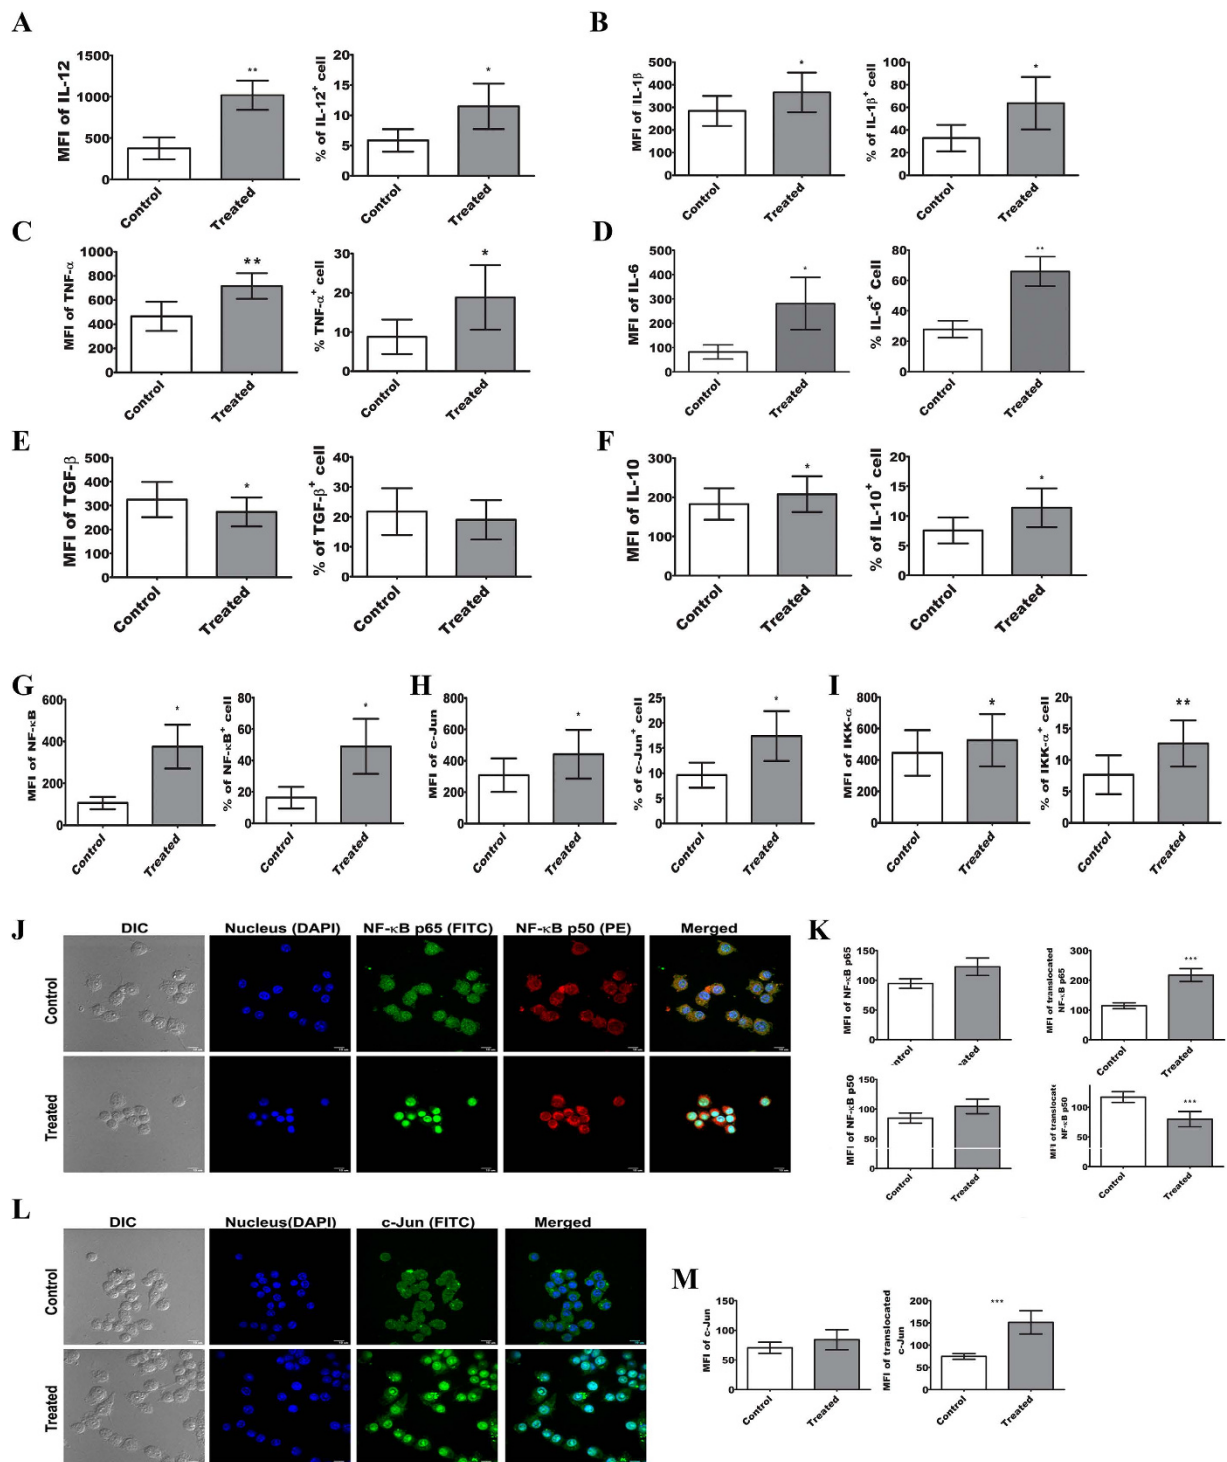 A
MFI of IL-12
1500
1000
500
0
**
Control
Treated
% of IL-12+ cell
20
15
10
5
0
*
Control
Treated
B
MFI of IL-1β
500
400
300
200
100
0
*
Control
Treated
% of IL-1β+ cell
100
80
60
40
20
0
*
Control
Treated
C
MFI of TNF-α
1000
800
600
400
200
0
**
Control
Treated
% TNF-α+ cell
30
20
10
0
*
Control
Treated
D
MFI of IL-6
500
400
300
200
100
0
*
Control
Treated
% IL-6+ Cell
80
60
40
20
0
**
Control
Treated
E
MFI of TGF-β
500
400
300
200
100
0
*
Control
Treated
% of TGF-β+ cell
40
30
20
10
0
Control
Treated
F
MFI of IL-10
300
200
100
0
*
Control
Treated
% of IL-10+ cell
20
15
10
5
0
*
Control
Treated
G
MFI of NF-κB
600
400
200
0
*
Control
Treated
% of NF-κB+ cell
80
60
40
20
0
*
Control
Treated
H
MFI of c-Jun
800
600
400
200
0
*
Control
Treated
% of c-Jun+ cell
25
20
15
10
5
0
*
Control
Treated
I
MFI of IKK-α
800
600
400
200
0
*
Control
Treated
% of IKK-α+ cell
20
15
10
5
0
**
Control
Treated
J
DIC
Nucleus (DAPI)
NF-κB p65 (FITC)
NF-κB p50 (PE)
Merged
Control
Treated
K
MFI of NF-κB p65
200
150
100
50
0
Control
Treated
MFI of translocated
NF-κB p65
300
200
100
0
***
Control
Treated
MFI of NF-κB p50
150
100
50
0
Control
Treated
MFI of translocated
NF-κB p50
100
50
0
***
Control
Treated
L
DIC
Nucleus(DAPI)
c-Jun (FITC)
Merged
Control
Treated
M
MFI of c-Jun
150
100
50
0
Control
Treated
MFI of translocated
c-Jun
200
150
100
50
0
***
Control
Treated